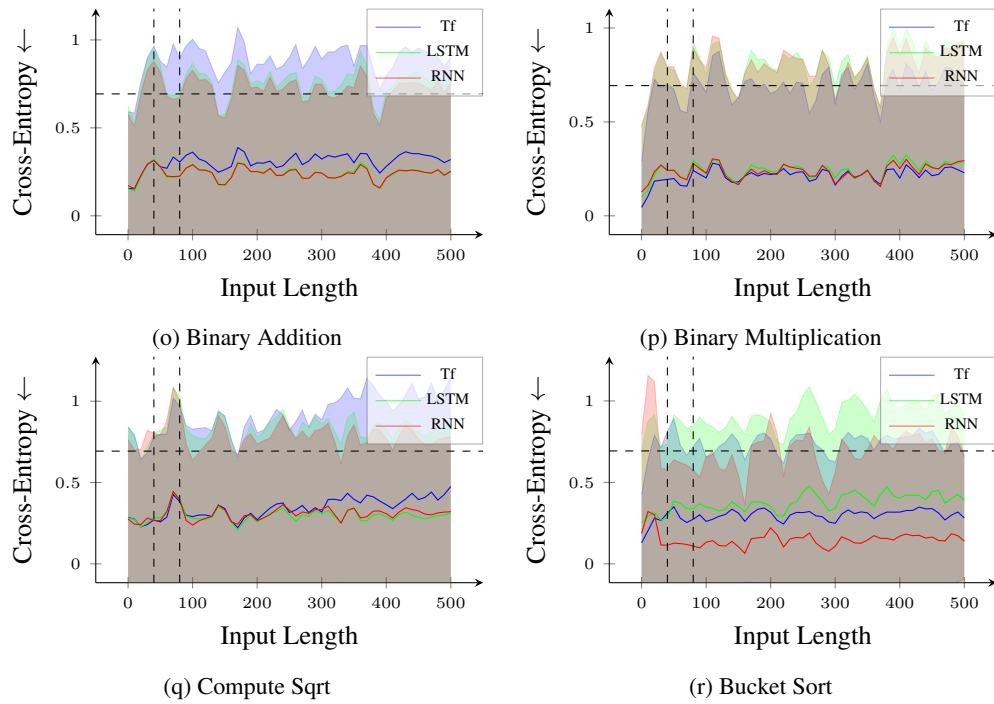 Cross-Entropy ↓
1
0.5
0
0 100 200 300 400 500
Input Length
Tf
LSTM
RNN
(o) Binary Addition
Cross-Entropy ↓
1
0.5
0
0 100 200 300 400 500
Input Length
Tf
LSTM
RNN
(p) Binary Multiplication
Cross-Entropy ↓
1
0.5
0
0 100 200 300 400 500
Input Length
Tf
LSTM
RNN
(q) Compute Sqrt
Cross-Entropy ↓
1
0.5
0
0 100 200 300 400 500
Input Length
Tf
LSTM
RNN
(r) Bucket Sort